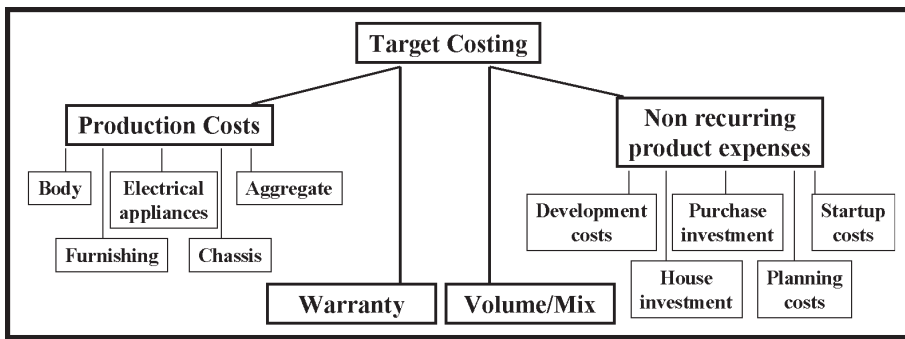 Target Costing
Production Costs
Non recurring
product expenses
Body
Electrical
appliances
Aggregate
Furnishing
Chassis
Development
costs
Purchase
investment
Startup
costs
House
investment
Planning
costs
Warranty
Volume/Mix